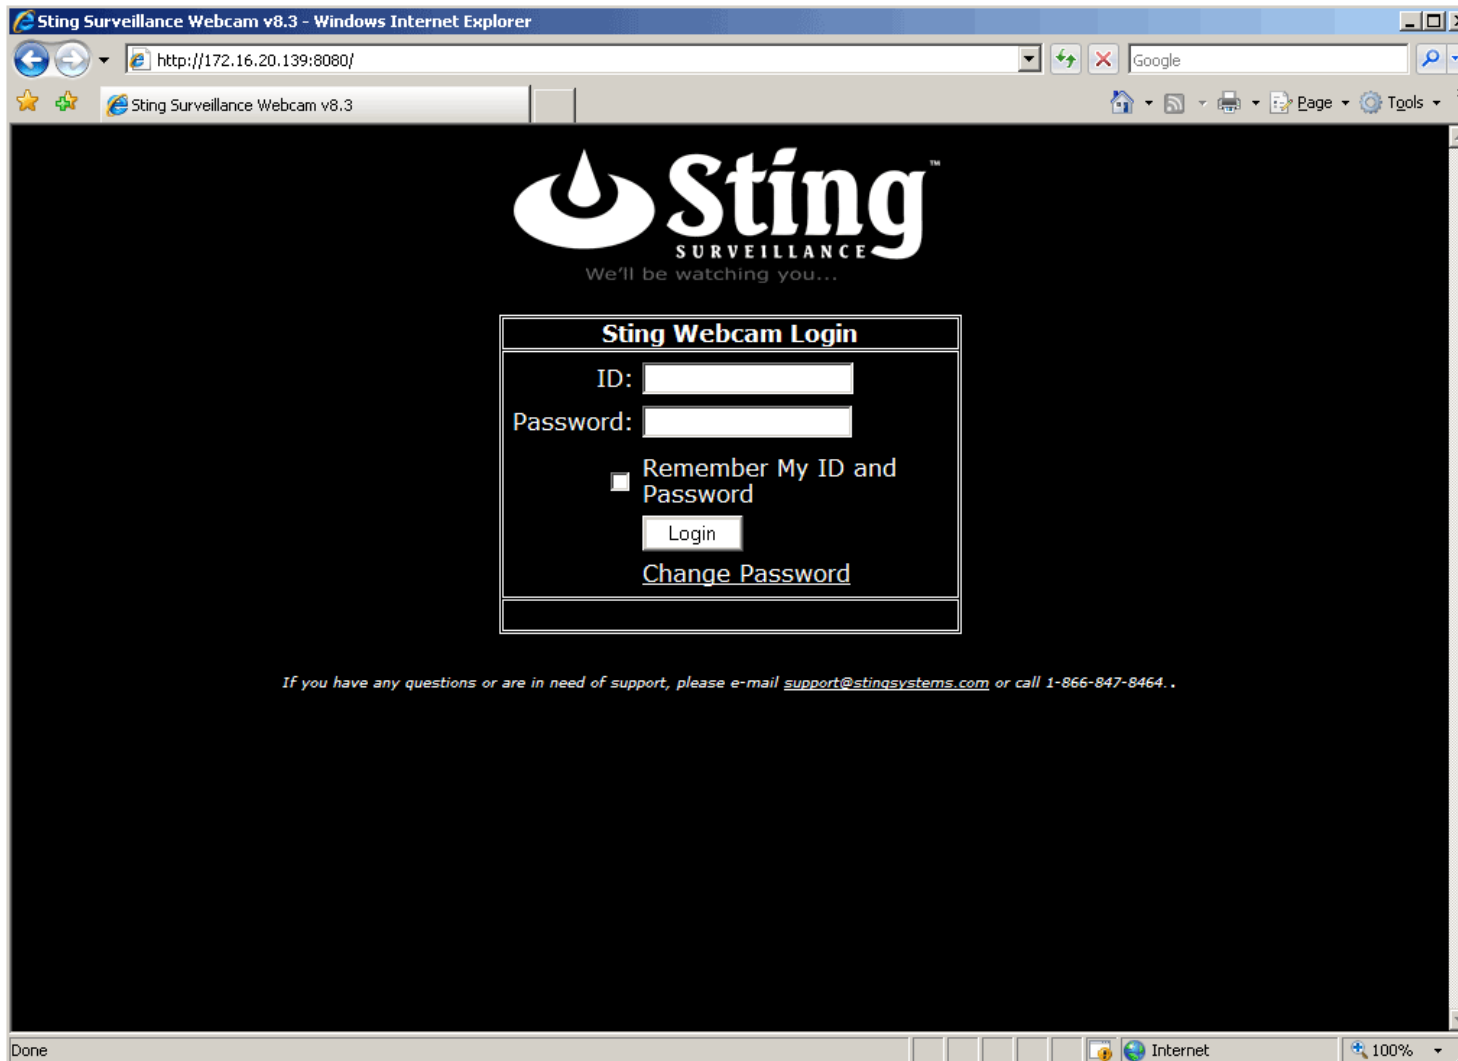 Sting Surveillance Webcam v8.3 - Windows Internet Explorer
http://172.16.20.139:8080/
Google
Sting Surveillance Webcam v8.3
Page
Tools
Sting™
SURVEILLANCE
We'll be watching you...
Sting Webcam Login
ID:
Password:
Remember My ID and
Password
Login
Change Password
If you have any questions or are in need of support, please e-mail support@stingsystems.com or call 1-866-847-8464. .
Done
Internet
100%